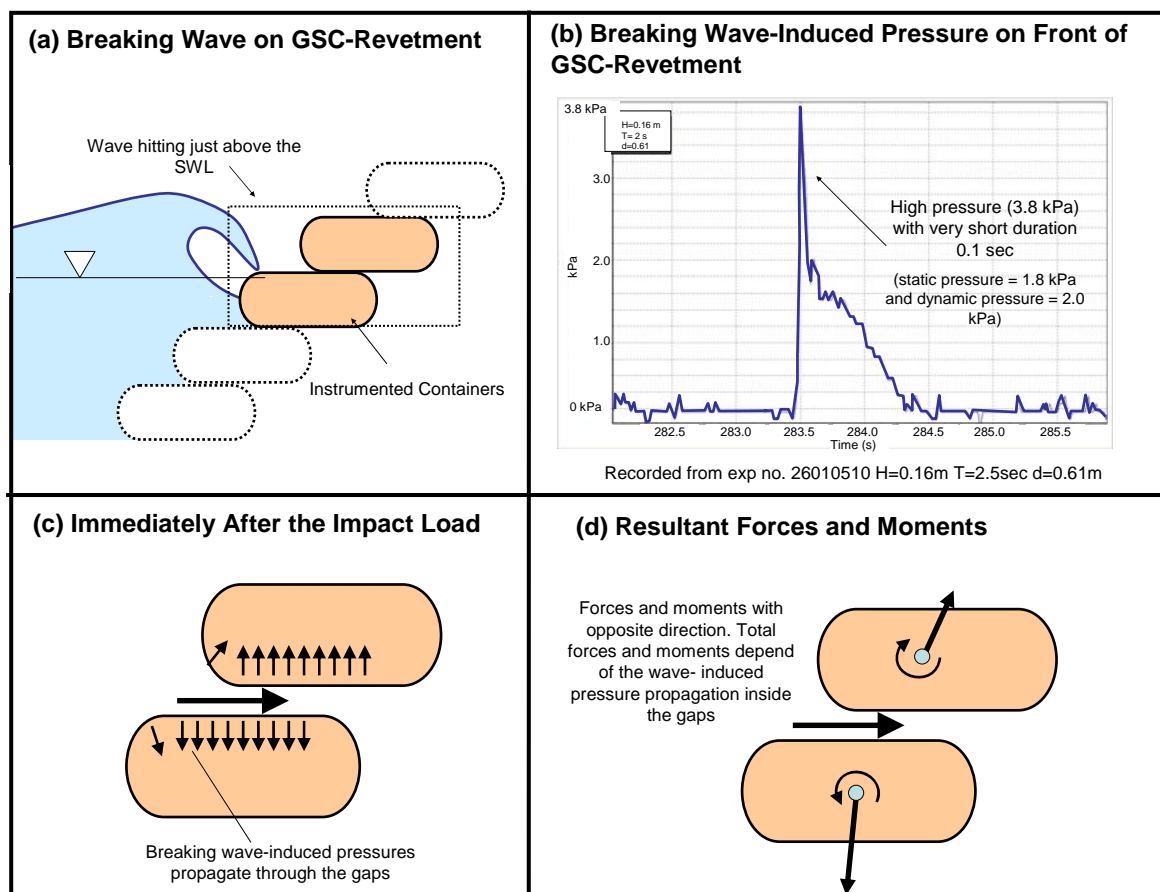 (a) Breaking Wave on GSC-Revetment
Wave hitting just above the
SWL
Instrumented Containers
(b) Breaking Wave-Induced Pressure on Front of
GSC-Revetment
3.8 kPa
H=0.16 m
T= 2 s
d=0.61
3.0
High pressure (3.8 kPa)
with very short duration
0.1 sec
kPa
2.0
(static pressure = 1.8 kPa
and dynamic pressure = 2.0
kPa)
1.0
0 kPa
282.5 283.0 283.5 284.0 284.5 285.0 285.5
Time (s)
Recorded from exp no. 26010510 H=0.16m T=2.5sec d=0.61m
(c) Immediately After the Impact Load
Breaking wave-induced pressures
propagate through the gaps
(d) Resultant Forces and Moments
Forces and moments with
opposite direction. Total
forces and moments depend
of the wave- induced
pressure propagation inside
the gaps